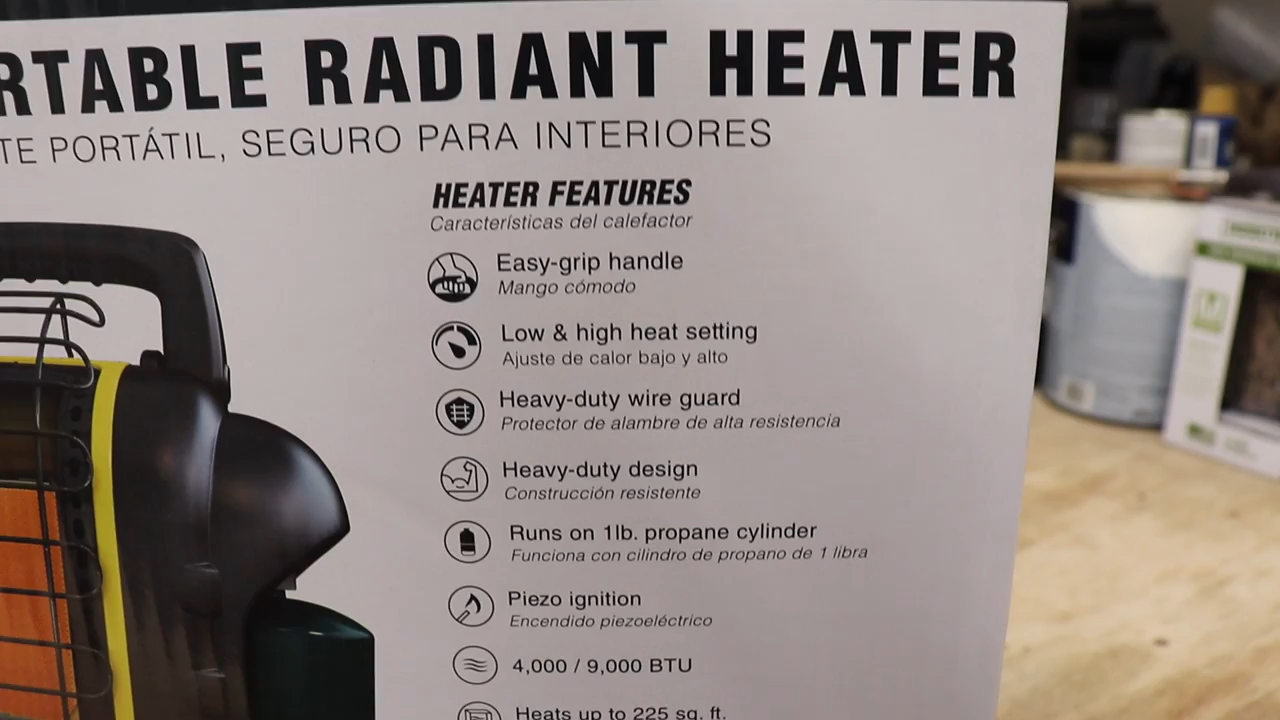 RTABLE RADIANT HEATER
TE PORTÁTIL, SEGURO PARA INTERIORES
HEATER FEATURES
Características del calefactor
Easy-grip handle
Mango cómodo
Low & high heat setting
Ajuste de calor bajo y alto
Heavy-duty wire guard
Protector de alambre de alta resistencia
Heavy-duty design
Construcción resistente
Runs on 1lb. propane cylinder
Funciona con cilindro de propano de 1 libra
Piezo ignition
Encendido piezoeléctrico
4,000 / 9,000 BTU
Heats up to 225 sq. ft.